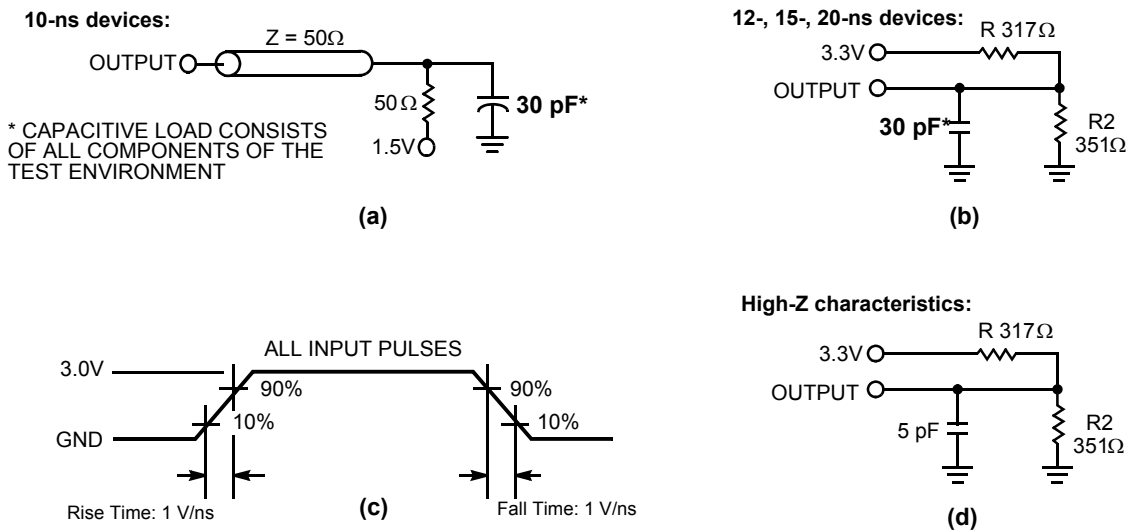 10-ns devices:
Z = 50Ω
OUTPUT
50Ω
30 pF*
1.5V
* CAPACITIVE LOAD CONSISTS
OF ALL COMPONENTS OF THE
TEST ENVIRONMENT
(a)
12-, 15-, 20-ns devices:
R 317Ω
3.3V
OUTPUT
30 pF*
R2
351Ω
(b)
ALL INPUT PULSES
3.0V
90%
90%
10%
10%
GND
Rise Time: 1 V/ns
(c)
Fall Time: 1 V/ns
High-Z characteristics:
R 317Ω
3.3V
OUTPUT
5 pF
R2
351Ω
(d)